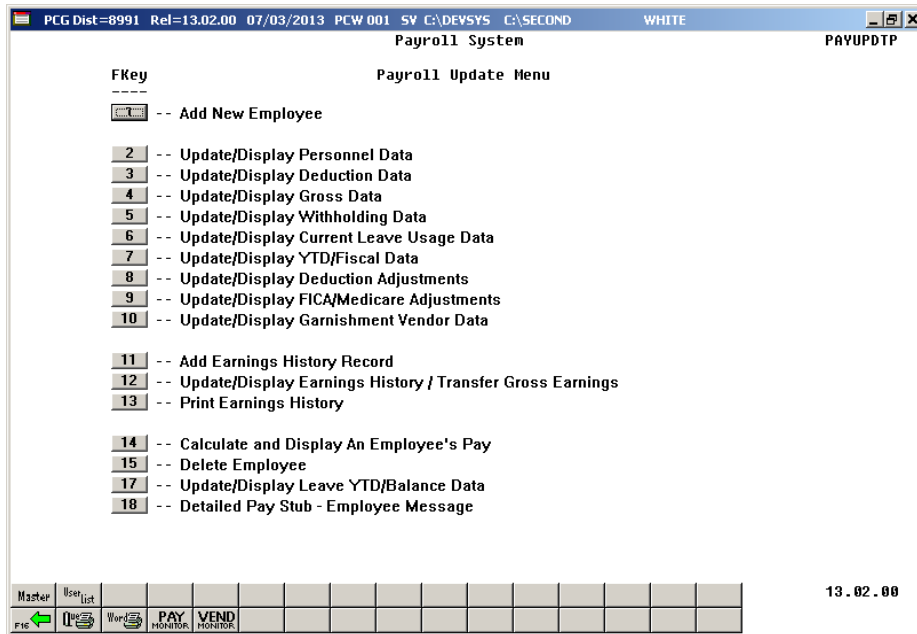 PCG Dist=8991 Rel=13.02.00 07/03/2013 PCW 001 SV C:\DEVSYS C:\SECOND WHITE
Payroll System PAYUPDTP
FKey Payroll Update Menu
----
1 -- Add New Employee
2 -- Update/Display Personnel Data
3 -- Update/Display Deduction Data
4 -- Update/Display Gross Data
5 -- Update/Display Withholding Data
6 -- Update/Display Current Leave Usage Data
7 -- Update/Display YTD/Fiscal Data
8 -- Update/Display Deduction Adjustments
9 -- Update/Display FICA/Medicare Adjustments
10 -- Update/Display Garnishment Vendor Data
11 -- Add Earnings History Record
12 -- Update/Display Earnings History / Transfer Gross Earnings
13 -- Print Earnings History
14 -- Calculate and Display An Employee's Pay
15 -- Delete Employee
17 -- Update/Display Leave YTD/Balance Data
18 -- Detailed Pay Stub - Employee Message
Master User List 13.02.00
F16 Que Word PAY MONITOR VEND MONITOR